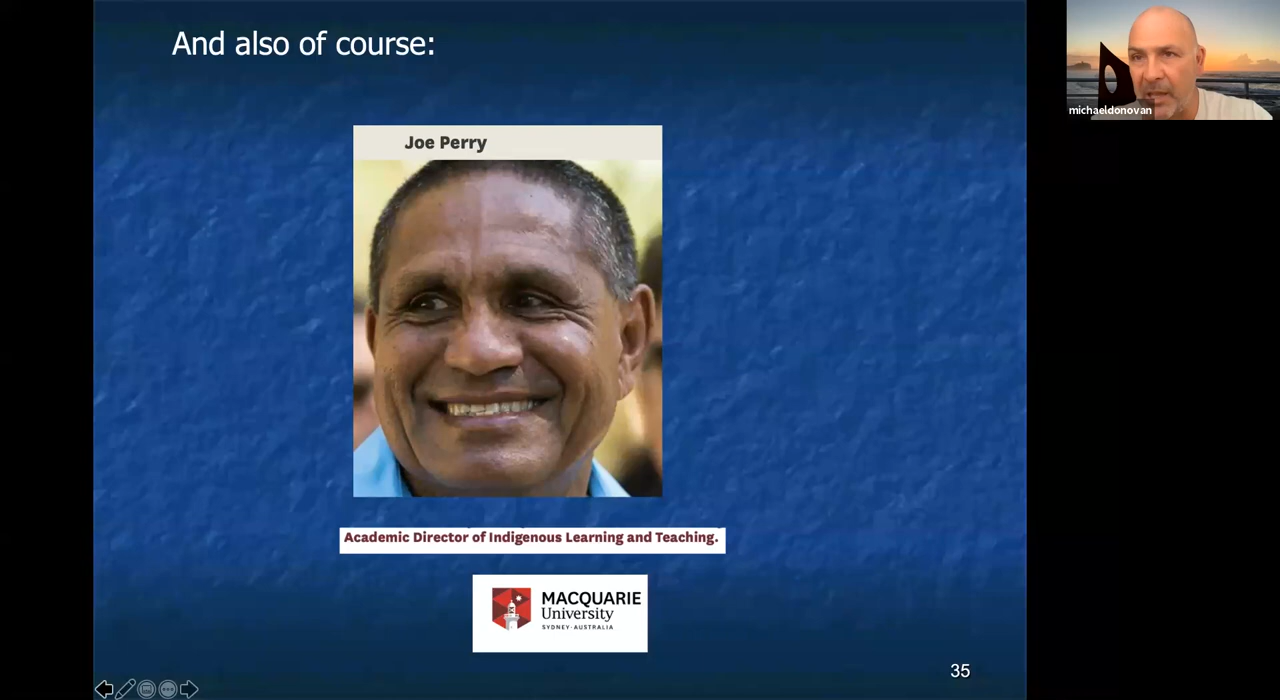 And also of course:
michaeldonovan
Joe Perry
Academic Director of Indigenous Learning and Teaching.
MACQUARIE
University
SYDNEY·AUSTRALIA
35